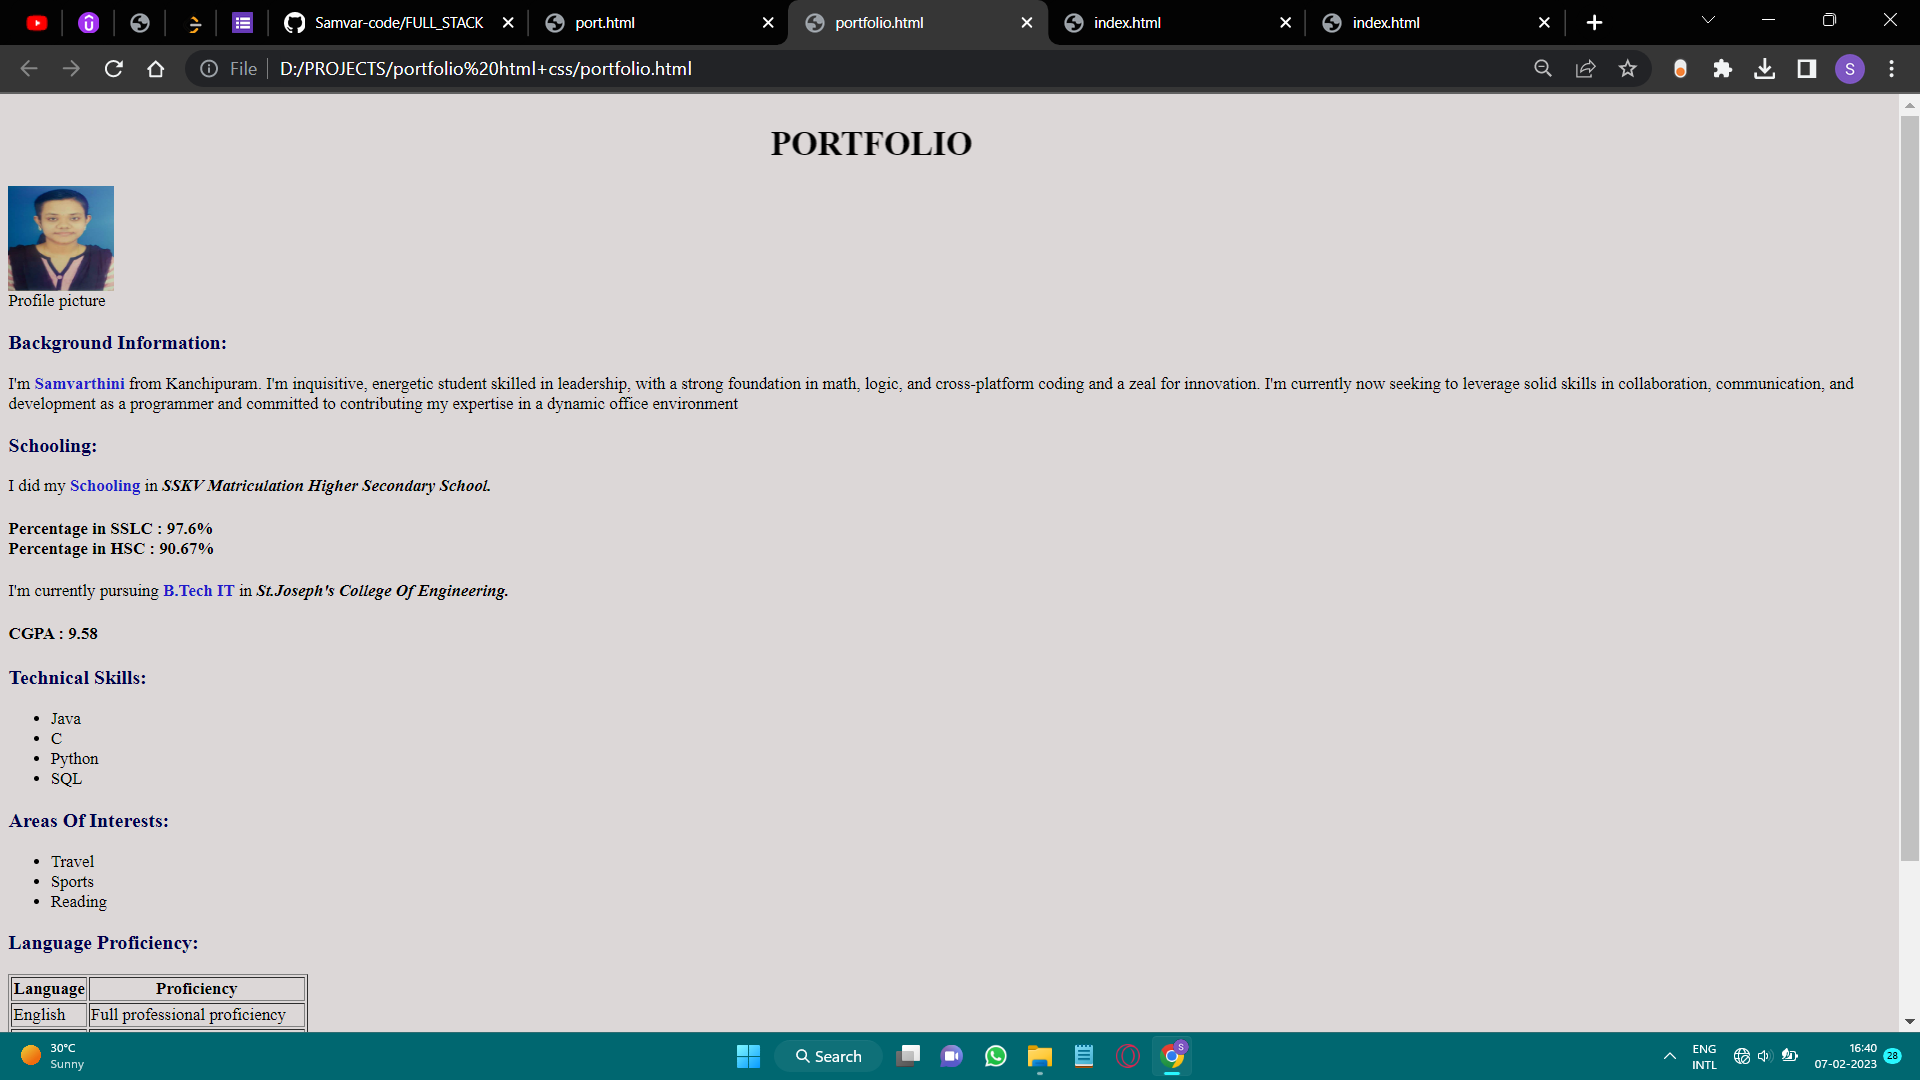 Samvar-code/FULL_STACK
port.html
portfolio.html
index.html
index.html
File
D:/PROJECTS/portfolio%20html+css/portfolio.html
S
PORTFOLIO
Profile picture
Background Information:
I'm Samvarthini from Kanchipuram. I'm inquisitive, energetic student skilled in leadership, with a strong foundation in math, logic, and cross-platform coding and a zeal for innovation. I'm currently now seeking to leverage solid skills in collaboration, communication, and
development as a programmer and committed to contributing my expertise in a dynamic office environment
Schooling:
I did my Schooling in SSKV Matriculation Higher Secondary School.
Percentage in SSLC : 97.6%
Percentage in HSC : 90.67%
I'm currently pursuing B.Tech IT in St.Joseph's College Of Engineering.
CGPA : 9.58
Technical Skills:
• Java
• C
• Python
• SQL
Areas Of Interests:
• Travel
• Sports
• Reading
Language Proficiency:
Language Proficiency
English Full professional proficiency
30°C
Sunny
Search
S
ENG
INTL
16:40
07-02-2023
28